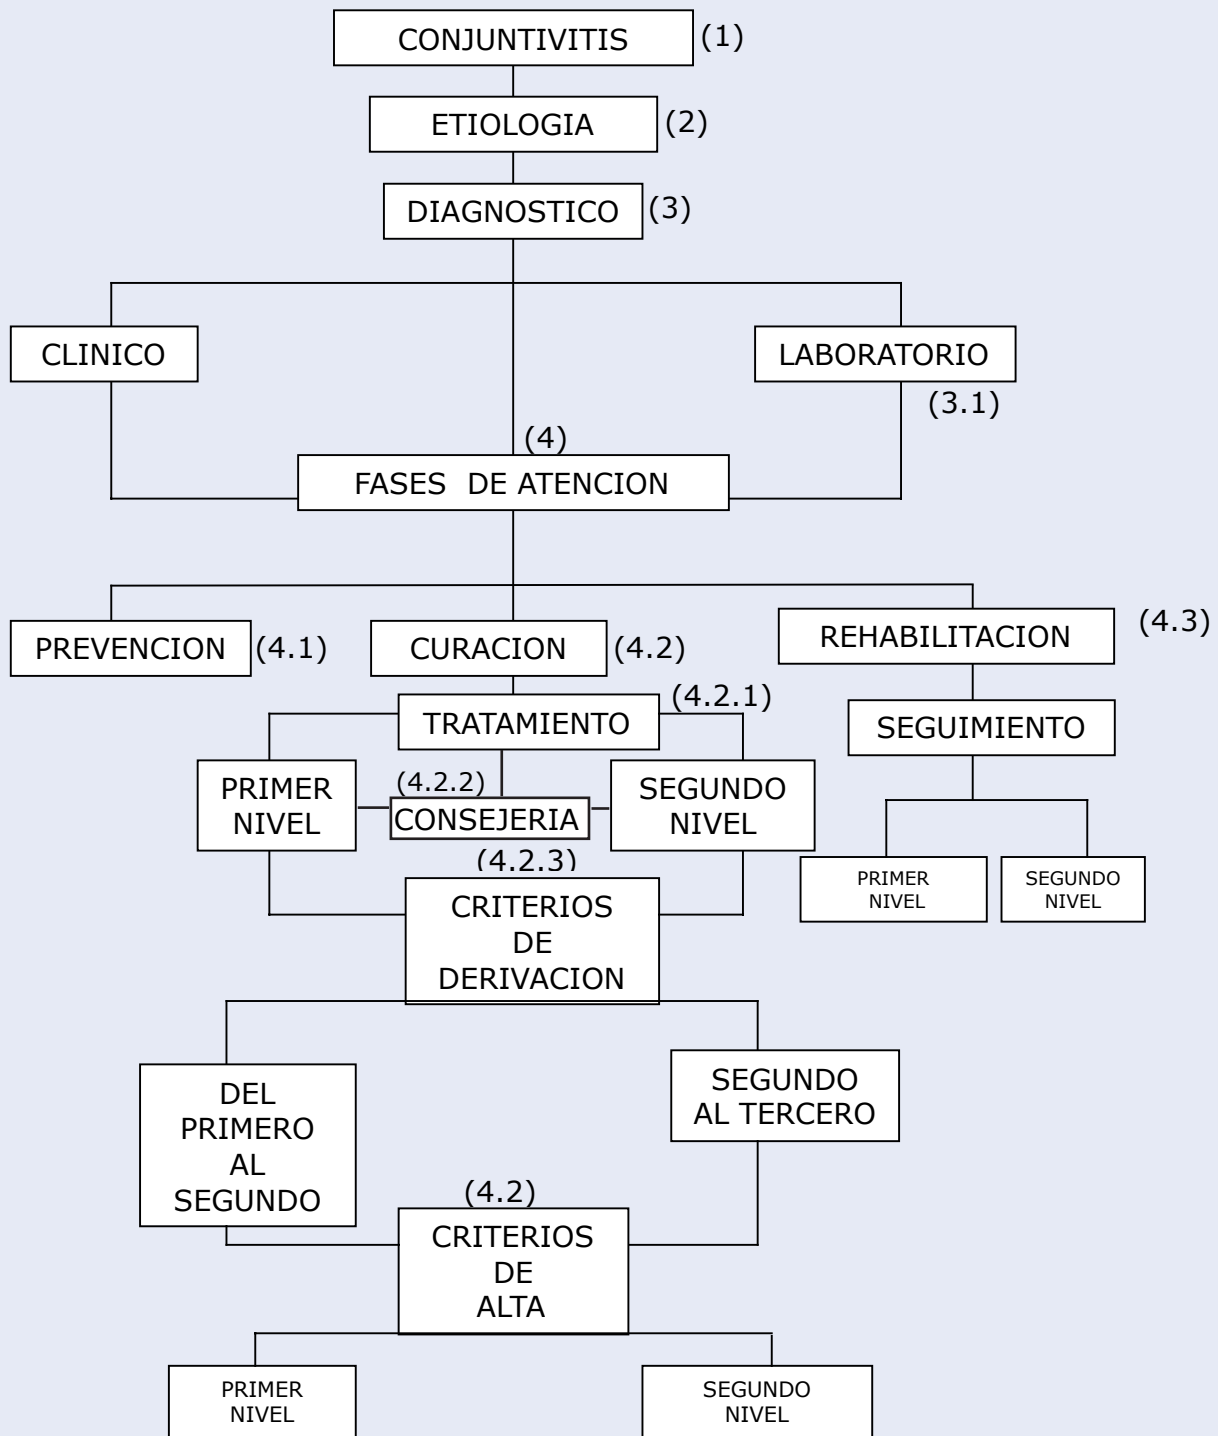 CONJUNTIVITIS (1)
ETIOLOGIA (2)
DIAGNOSTICO (3)
CLINICO
LABORATORIO
(3.1)
(4)
FASES DE ATENCION
PREVENCION (4.1)
CURACION (4.2)
REHABILITACION (4.3)
TRATAMIENTO (4.2.1)
SEGUIMIENTO
PRIMER
NIVEL
(4.2.2)
CONSEJERIA
SEGUNDO
NIVEL
(4.2.3)
PRIMER
NIVEL
SEGUNDO
NIVEL
CRITERIOS
DE
DERIVACION
DEL
PRIMERO
AL
SEGUNDO
SEGUNDO
AL TERCERO
(4.2)
CRITERIOS
DE
ALTA
PRIMER
NIVEL
SEGUNDO
NIVEL